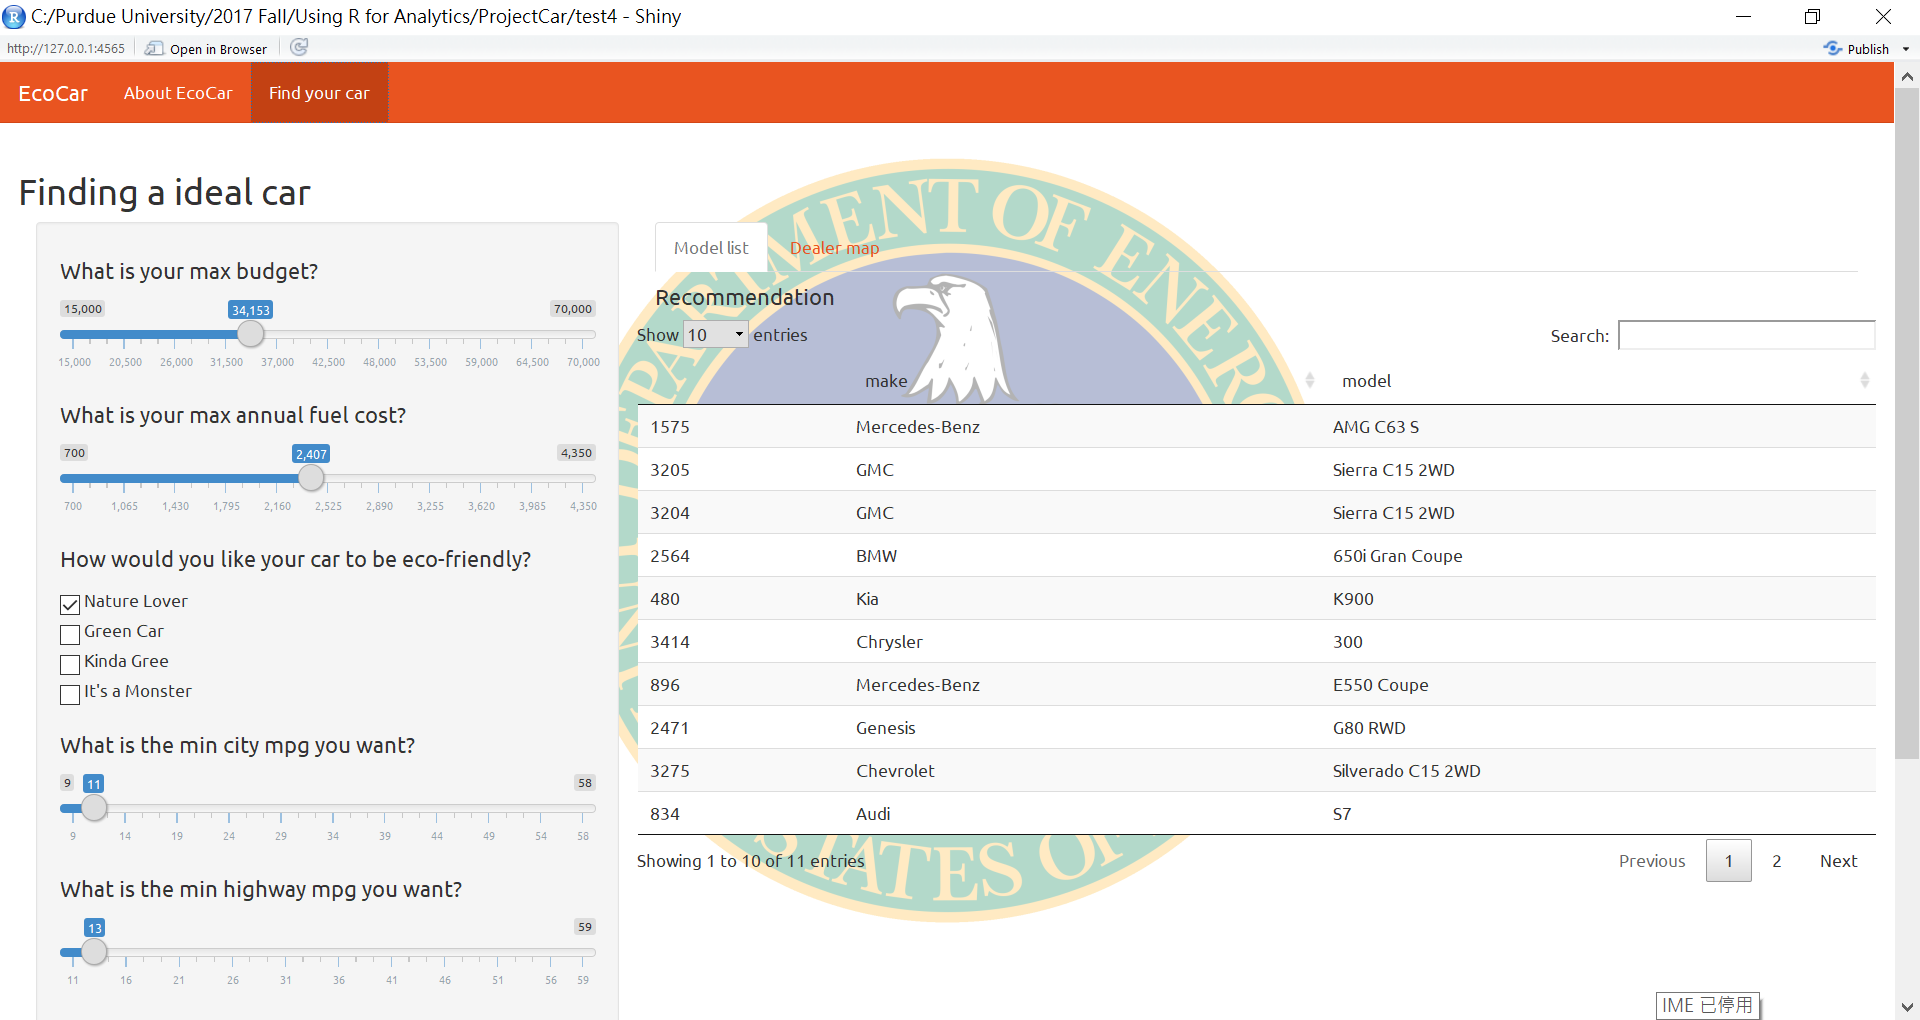 C:/Purdue University/2017 Fall/Using R for Analytics/ProjectCar/test4 - Shiny
http://127.0.0.1:4565 Open in Browser Publish
EcoCar About EcoCar Find your car
Finding a ideal car
What is your max budget?
15,000 34,153 70,000
15,000 20,500 26,000 31,500 37,000 42,500 48,000 53,500 59,000 64,500 70,000
What is your max annual fuel cost?
700 2,407 4,350
700 1,065 1,430 1,795 2,160 2,525 2,890 3,255 3,620 3,985 4,350
How would you like your car to be eco-friendly?
Nature Lover
Green Car
Kinda Gree
It's a Monster
What is the min city mpg you want?
9 11 58
9 14 19 24 29 34 39 44 49 54 58
What is the min highway mpg you want?
13 59
11 16 21 26 31 36 41 46 51 56 59
Model list Dealer map
Recommendation
Show 10 entries Search:
make model
1575 Mercedes-Benz AMG C63 S
3205 GMC Sierra C15 2WD
3204 GMC Sierra C15 2WD
2564 BMW 650i Gran Coupe
480 Kia K900
3414 Chrysler 300
896 Mercedes-Benz E550 Coupe
2471 Genesis G80 RWD
3275 Chevrolet Silverado C15 2WD
834 Audi S7
Showing 1 to 10 of 11 entries Previous 1 2 Next
IME 已停用